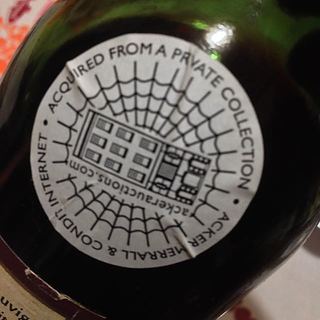 ACQUIRED FROM A PRIVATE COLLECTION •
ACKER MERRALL & CONDIT INTERNET •
ackerauctions.com